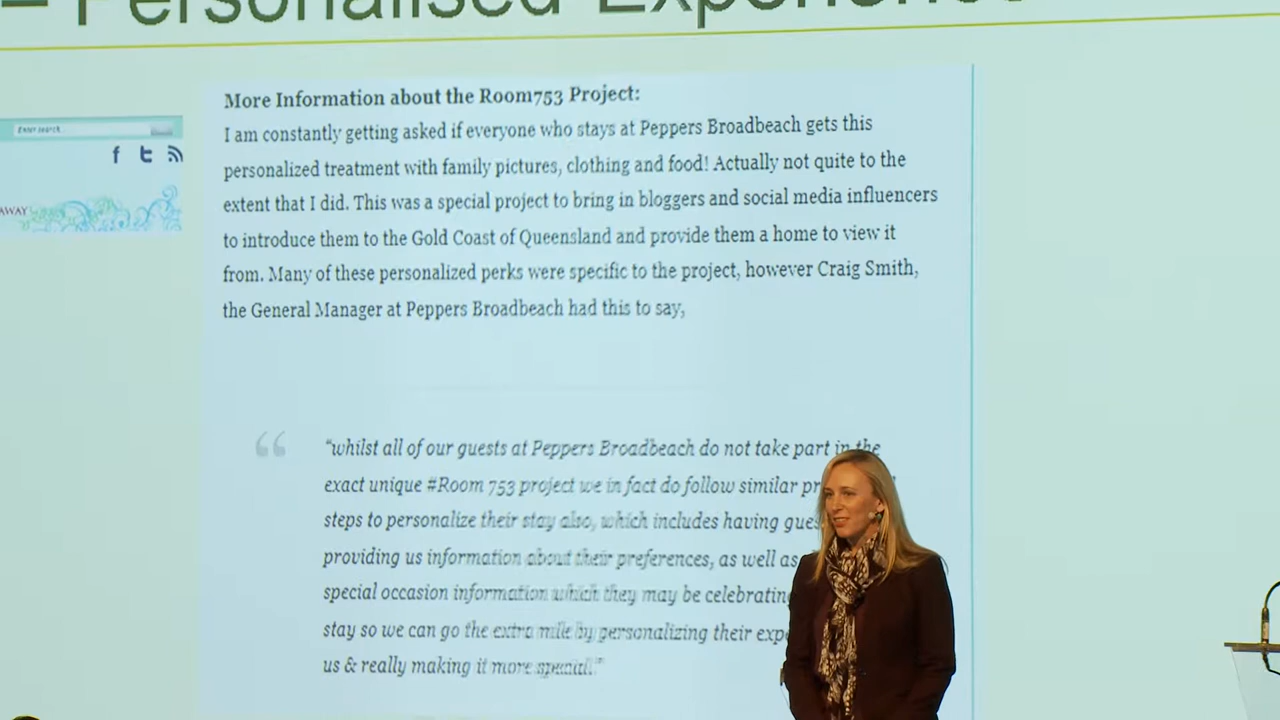 – Personalised Experience
More Information about the Room753 Project:
Enter search
I am constantly getting asked if everyone who stays at Peppers Broadbeach gets this
personalized treatment with family pictures, clothing and food! Actually not quite to the
extent that I did. This was a special project to bring in bloggers and social media influencers
AWAY
to introduce them to the Gold Coast of Queensland and provide them a home to view it
from. Many of these personalized perks were specific to the project, however Craig Smith,
the General Manager at Peppers Broadbeach had this to say,
“whilst all of our guests at Peppers Broadbeach do not take part in the
exact unique #Room 753 project we in fact do follow similar pr
steps to personalize their stay also, which includes having gues
providing us information about their preferences, as well as
special occasion information which they may be celebrating
stay so we can go the extra mile by personalizing their expe
us & really making it more special.”